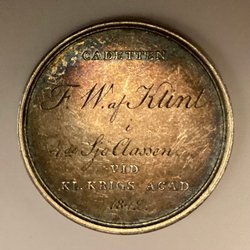 CADETTEN
F. W. af Klint
i
Sjö Classen
VID
KL. KRIGS ACAD